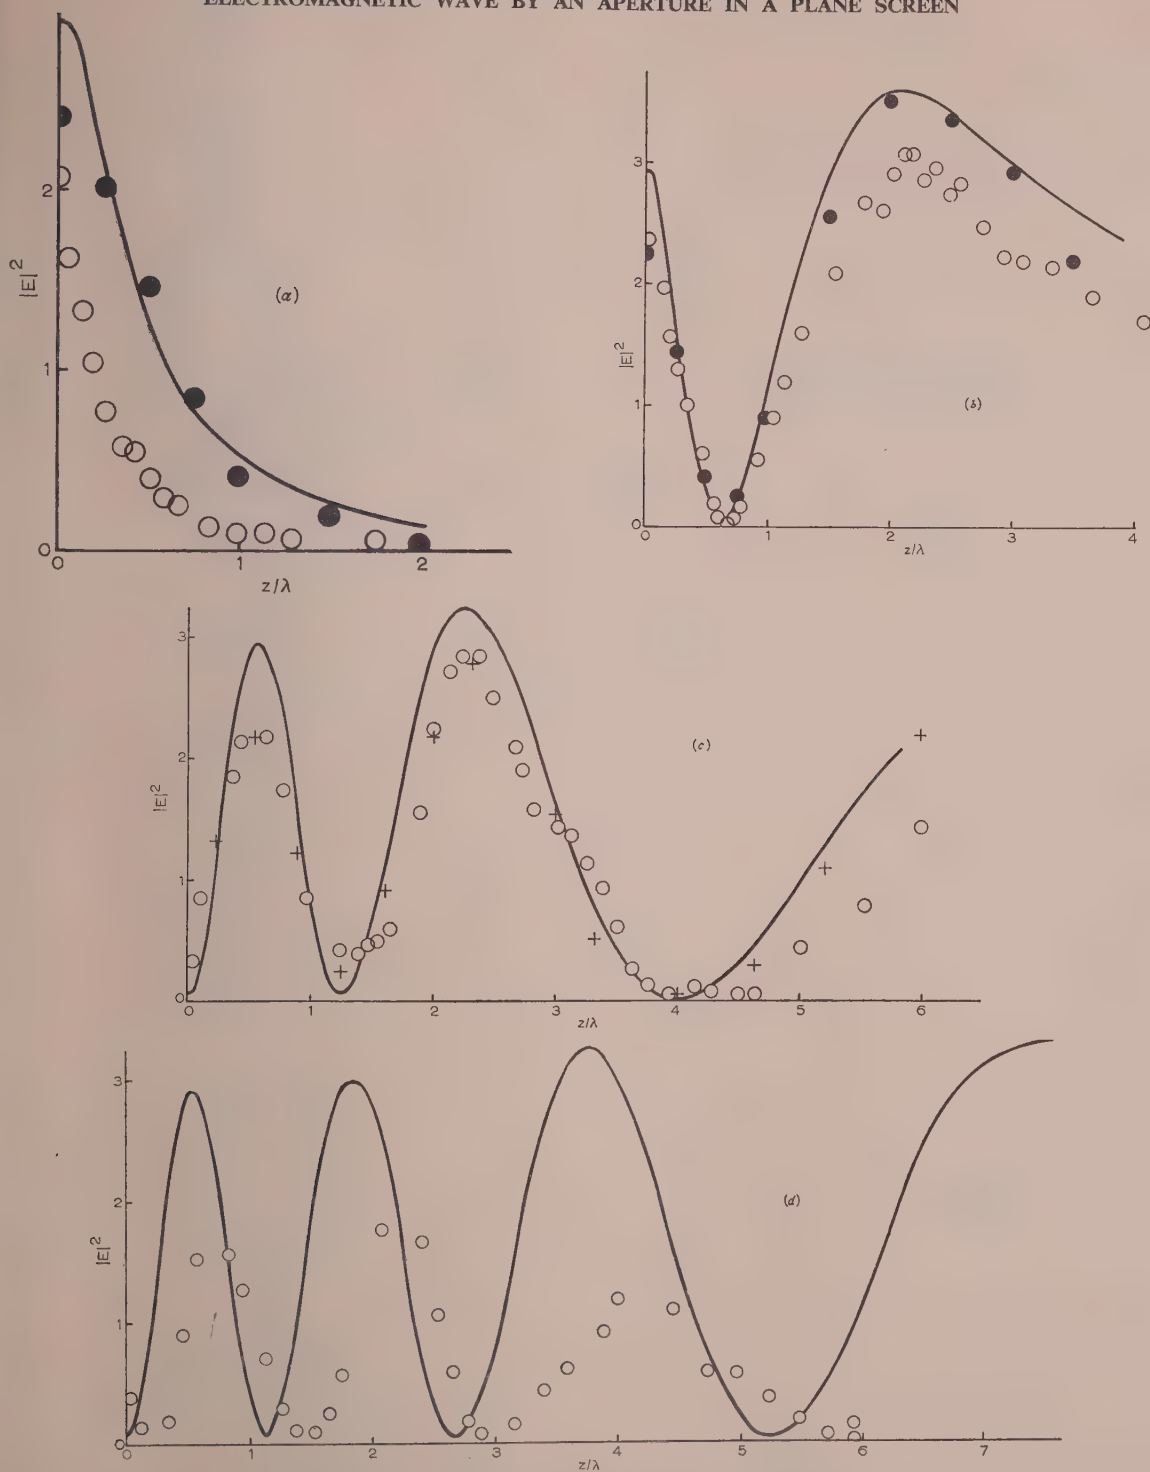 ELECTROMAGNETIC WAVE BY AN APERTURE IN A PLANE SCREEN
|E|²
2
1
0
0
1
2
z/λ
(a)
|E|²
3
2
1
0
0
1
2
3
4
z/λ
(b)
|E|²
3
2
1
0
0
1
2
3
4
5
6
z/λ
(c)
|E|²
3
2
1
0
0
1
2
3
4
5
6
7
z/λ
(d)